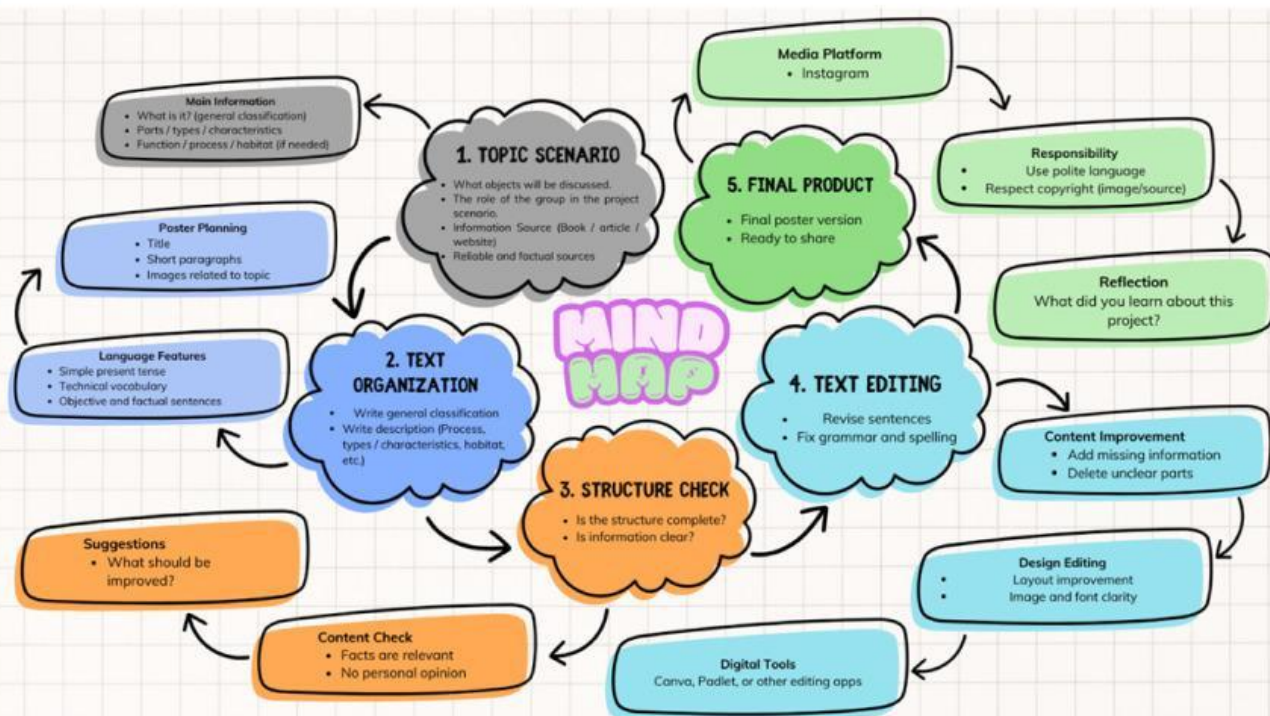 Main Information
• What is it? (general classification)
• Parts / types / characteristics
• Function / process / habitat (if needed)
1. TOPIC SCENARIO
• What objects will be discussed.
• The role of the group in the project
scenario.
• Information Source (Book / article /
website)
• Reliable and factual sources
Poster Planning
• Title
• Short paragraphs
• Images related to topic
Language Features
• Simple present tense
• Technical vocabulary
• Objective and factual sentences
2. TEXT
ORGANIZATION
• Write general classification
• Write description (Process,
types / characteristics, habitat,
etc.)
MIND
MAP
3. STRUCTURE CHECK
• Is the structure complete?
• Is information clear?
Suggestions
• What should be
improved?
Content Check
• Facts are relevant
• No personal opinion
4. TEXT EDITING
• Revise sentences
• Fix grammar and spelling
Content Improvement
• Add missing information
• Delete unclear parts
Design Editing
• Layout improvement
• Image and font clarity
Digital Tools
Canva, Padlet, or other editing apps
5. FINAL PRODUCT
• Final poster version
• Ready to share
Media Platform
• Instagram
Responsibility
• Use polite language
• Respect copyright (image/source)
Reflection
What did you learn about this
project?